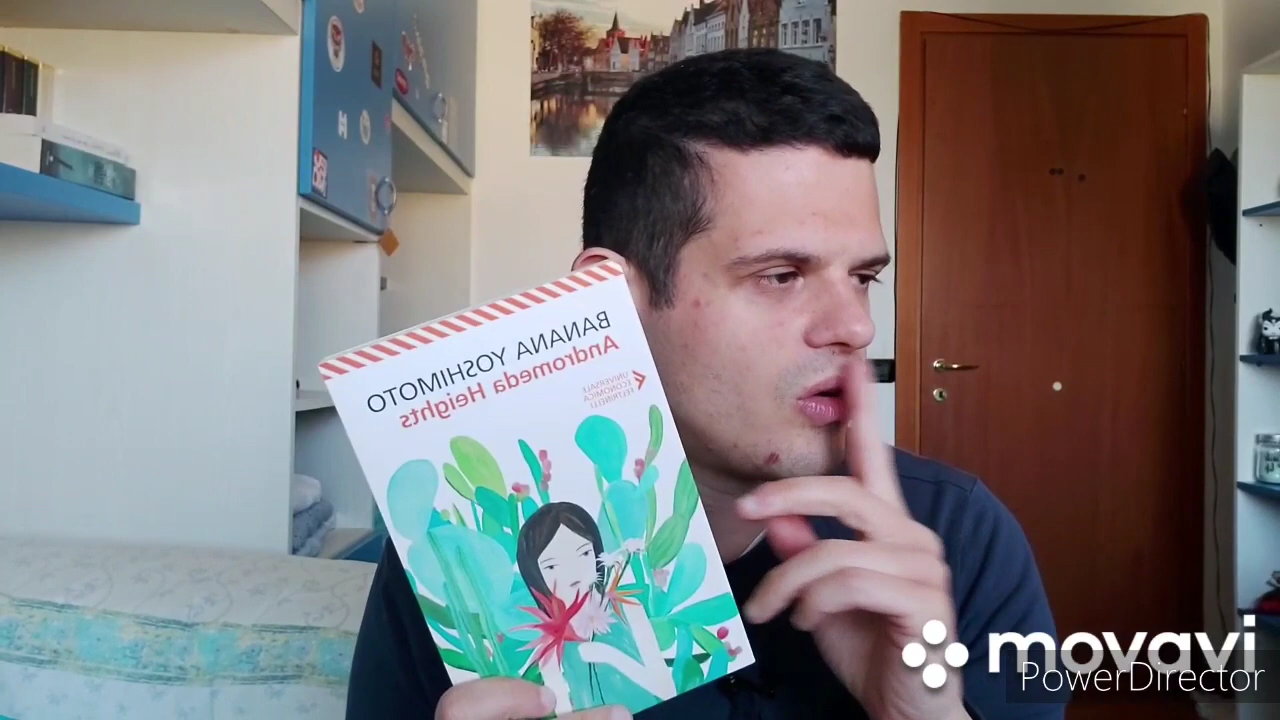 BANANA YOSHIMOTO
Andromeda Heights
UNIVERSALE
ECONOMICA
FELTRINELLI
movavi
PowerDirector